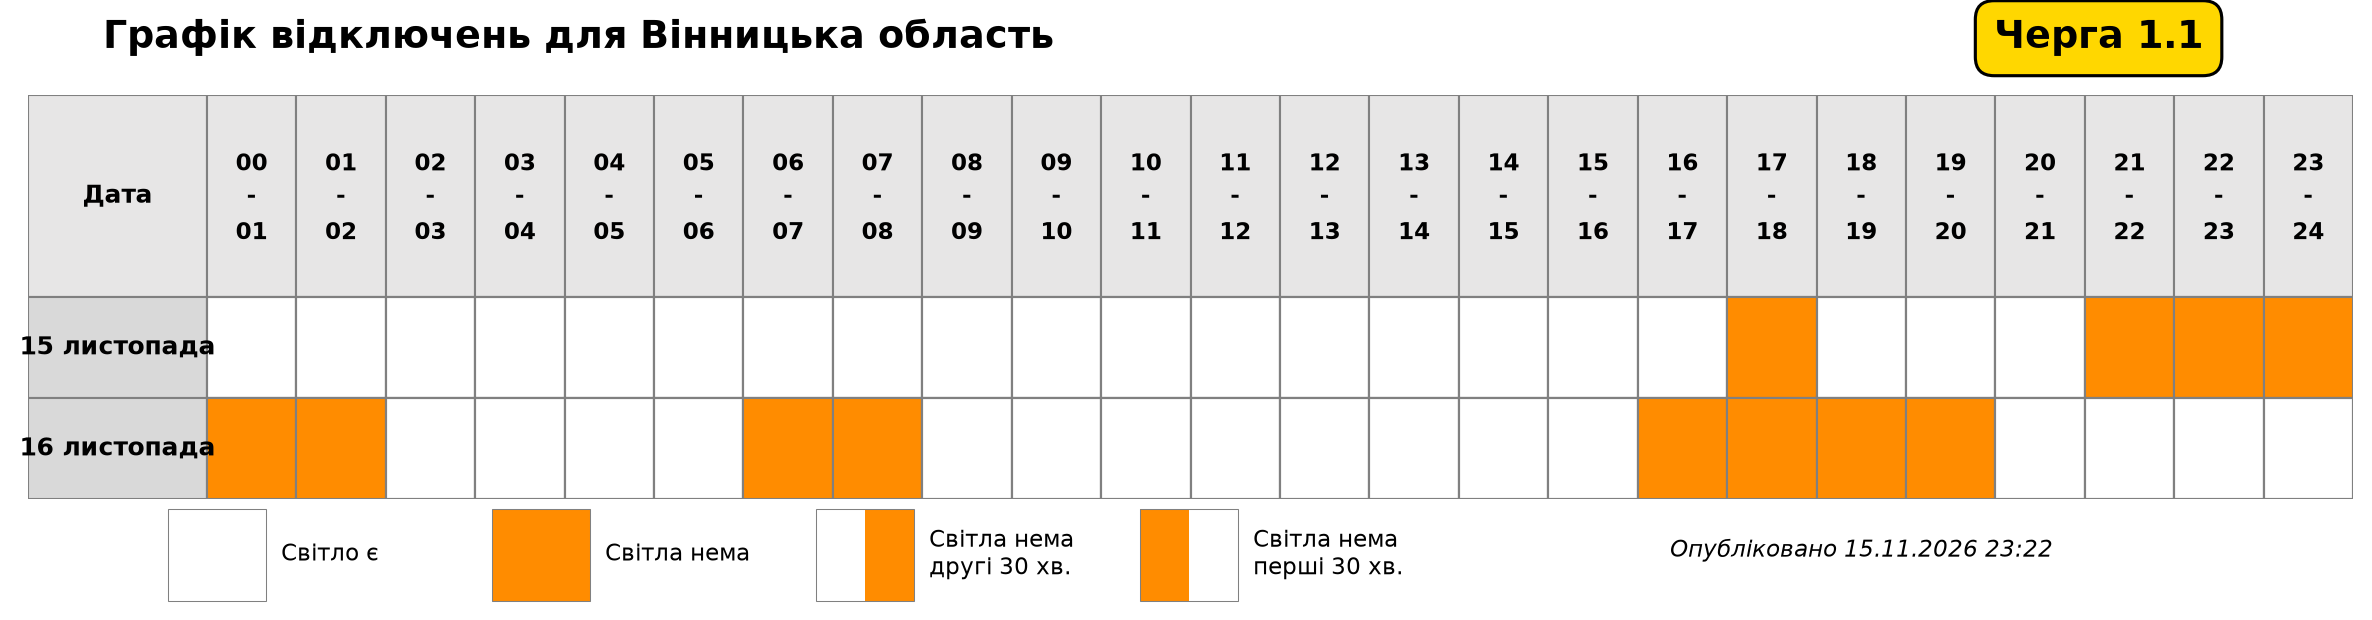 Графік відключень для Вінницька область
Черга 1.1
Дата
00 - 01
01 - 02
02 - 03
03 - 04
04 - 05
05 - 06
06 - 07
07 - 08
08 - 09
09 - 10
10 - 11
11 - 12
12 - 13
13 - 14
14 - 15
15 - 16
16 - 17
17 - 18
18 - 19
19 - 20
20 - 21
21 - 22
22 - 23
23 - 24
15 листопада
16 листопада
Світло є
Світла нема
Світла нема
другі 30 хв.
Світла нема
перші 30 хв.
Опубліковано 15.11.2026 23:22